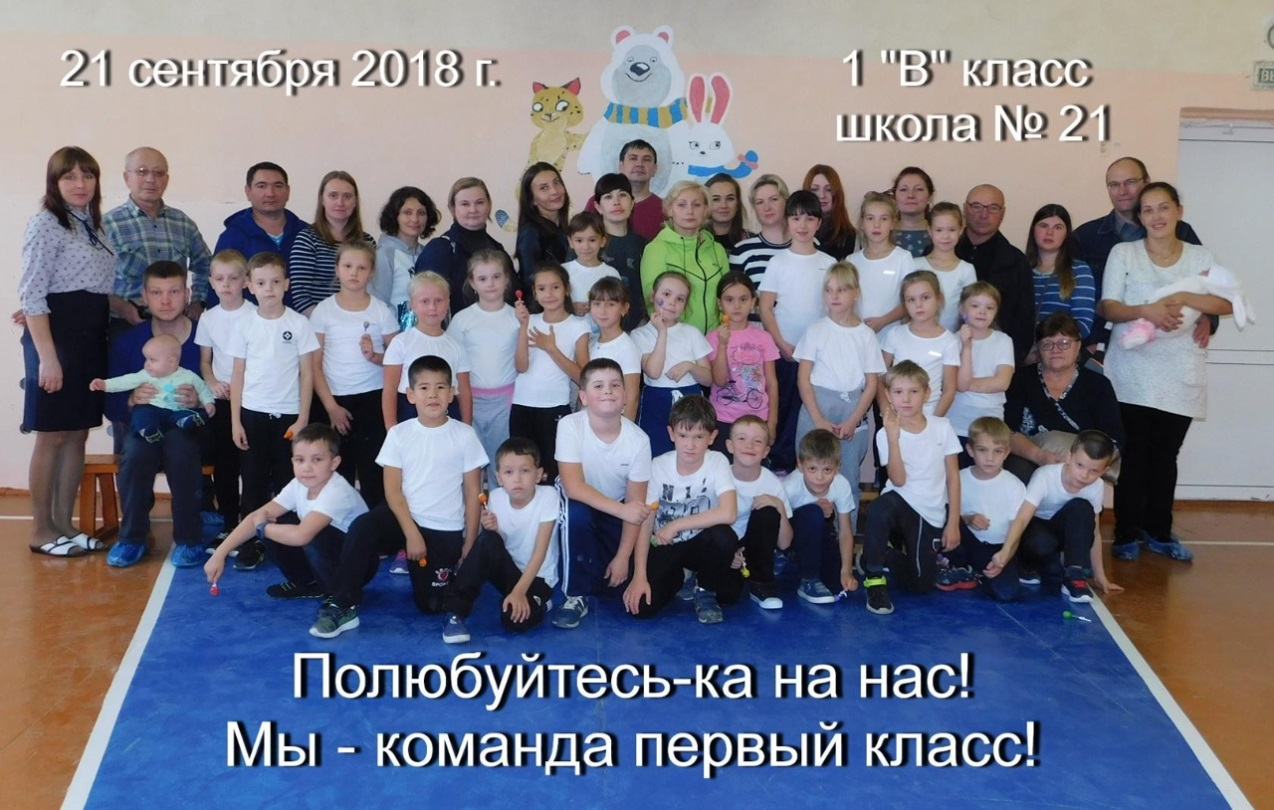 21 сентября 2018 г.
1 "В" класс
школа № 21
Полюбуйтесь-ка на нас!
Мы - команда первый класс!